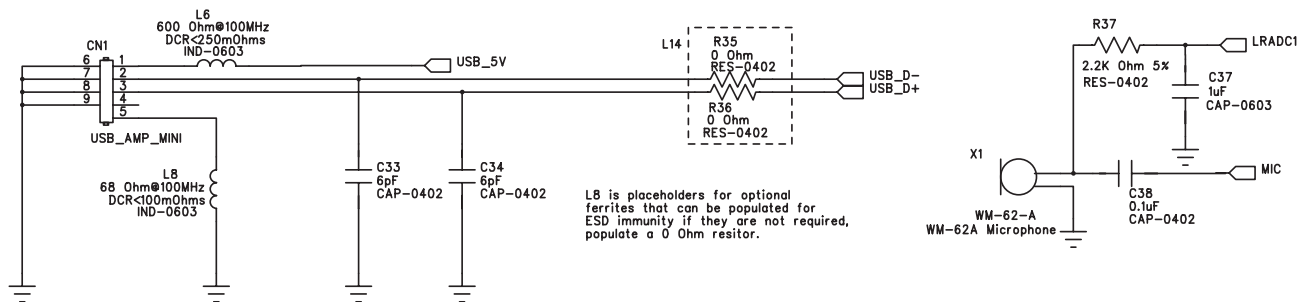 L6
600 Ohm@100MHz
DCR<250mOhms
IND-0603
CN1
6
7
8
9
1
2
3
4
5
USB_AMP_MINI
USB_5V
L8
68 Ohm@100MHz
DCR<100mOhms
IND-0603
C33
6pF
CAP-0402
C34
6pF
CAP-0402
L14
R35
0 Ohm
RES-0402
R36
0 Ohm
RES-0402
USB_D-
USB_D+
L8 is placeholders for optional
ferrites that can be populated for
ESD immunity if they are not required,
populate a 0 Ohm resitor.
R37
2.2K Ohm 5%
RES-0402
LRADC1
C37
1uF
CAP-0603
X1
WM-62-A
WM-62A Microphone
C38
0.1uF
CAP-0402
MIC